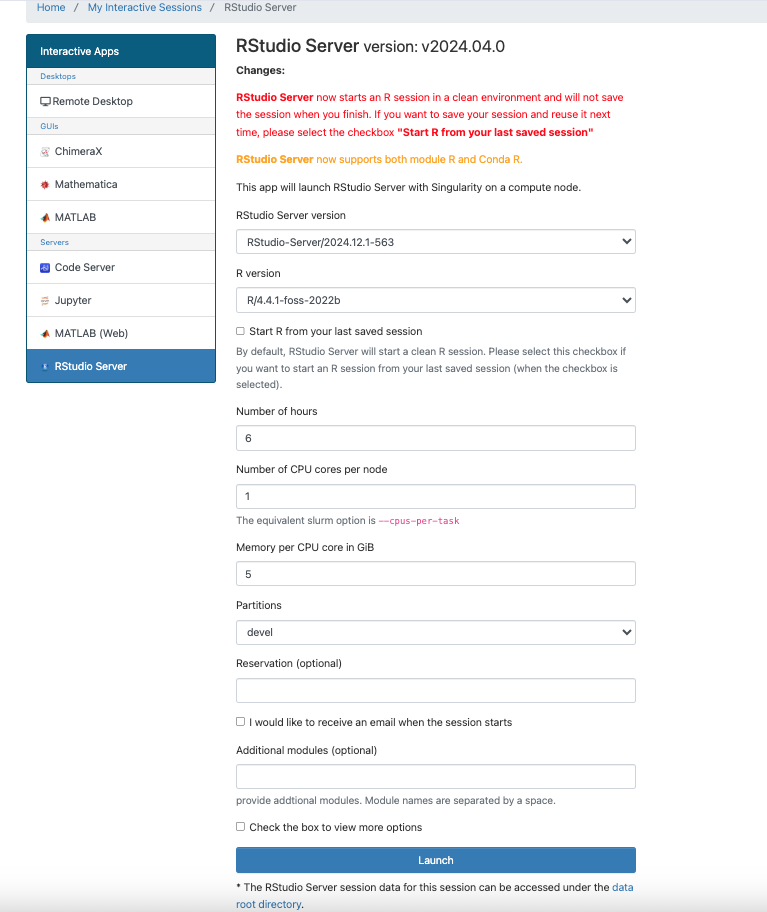 Home / My Interactive Sessions / RStudio Server
Interactive Apps
Desktops
Remote Desktop
GUIs
ChimeraX
Mathematica
MATLAB
Servers
Code Server
Jupyter
MATLAB (Web)
RStudio Server
RStudio Server version: v2024.04.0
Changes:
RStudio Server now starts an R session in a clean environment and will not save
the session when you finish. If you want to save your session and reuse it next
time, please select the checkbox "Start R from your last saved session"
RStudio Server now supports both module R and Conda R.
This app will launch RStudio Server with Singularity on a compute node.
RStudio Server version
RStudio-Server/2024.12.1-563
R version
R/4.4.1-foss-2022b
Start R from your last saved session
By default, RStudio Server will start a clean R session. Please select this checkbox if
you want to start an R session from your last saved session (when the checkbox is
selected).
Number of hours
6
Number of CPU cores per node
1
The equivalent slurm option is --cpus-per-task
Memory per CPU core in GiB
5
Partitions
devel
Reservation (optional)
I would like to receive an email when the session starts
Additional modules (optional)
provide addtional modules. Module names are separated by a space.
Check the box to view more options
Launch
* The RStudio Server session data for this session can be accessed under the data
root directory.